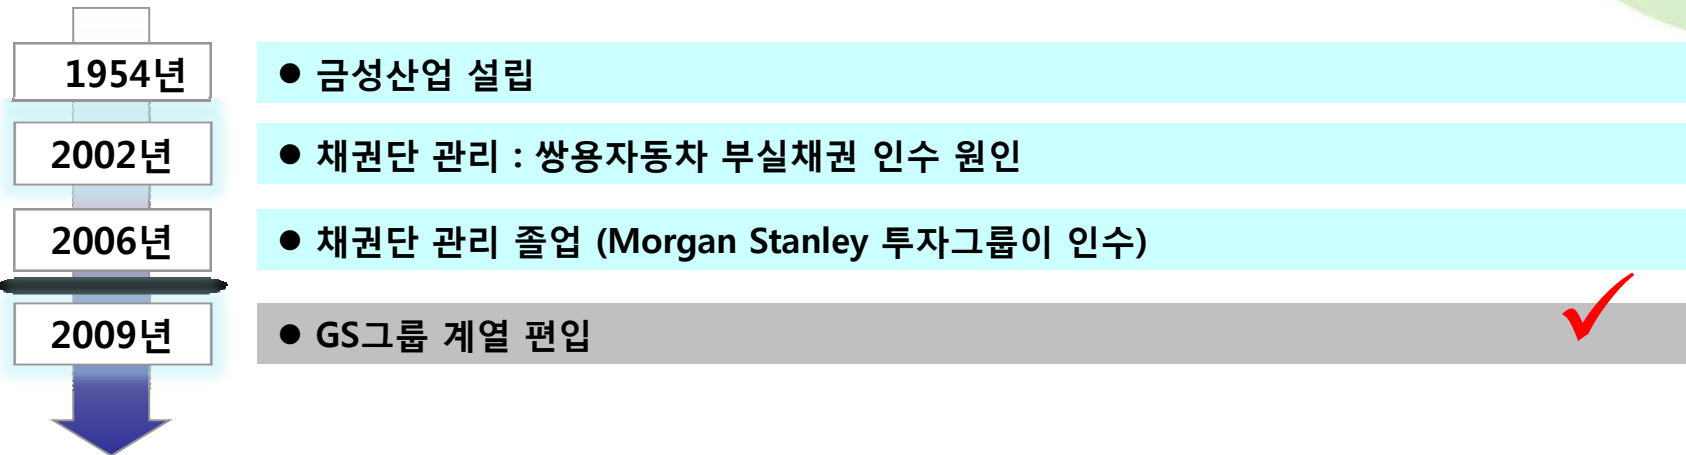 1954년
● 금성산업 설립
2002년
● 채권단 관리 : 쌍용자동차 부실채권 인수 원인
2006년
● 채권단 관리 졸업 (Morgan Stanley 투자그룹이 인수)
2009년
● GS그룹 계열 편입